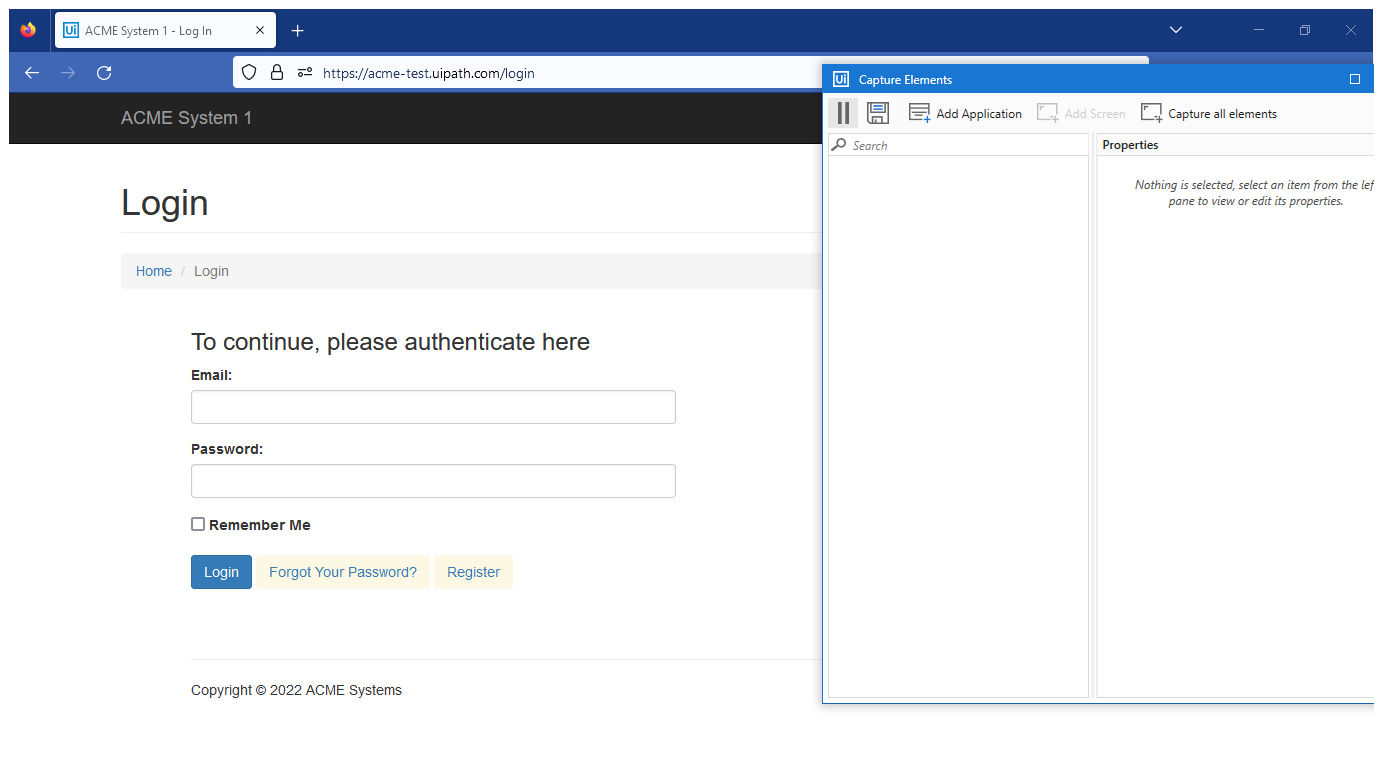 Ui ACME System 1 - Log In
https://acme-test.uipath.com/login
ACME System 1
Login
Home / Login
To continue, please authenticate here
Email:
Password:
Remember Me
Login Forgot Your Password? Register
Copyright © 2022 ACME Systems
Ui Capture Elements
Add Application Add Screen Capture all elements
Search
Properties
Nothing is selected, select an item from the lef
pane to view or edit its properties.